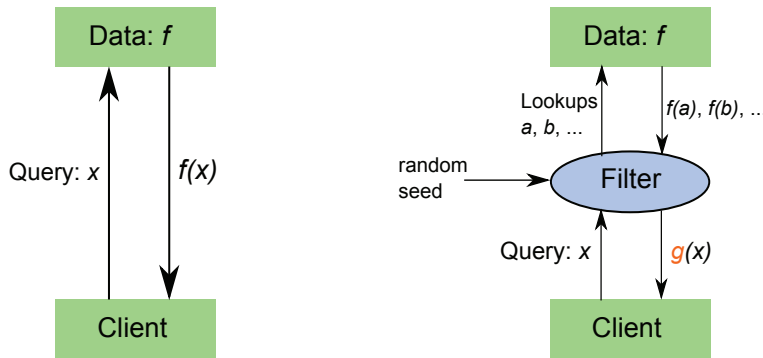 Data: f
Query: x
f(x)
Client
Data: f
Lookups
a, b, ...
f(a), f(b), ..
random
seed
Filter
Query: x
g(x)
Client